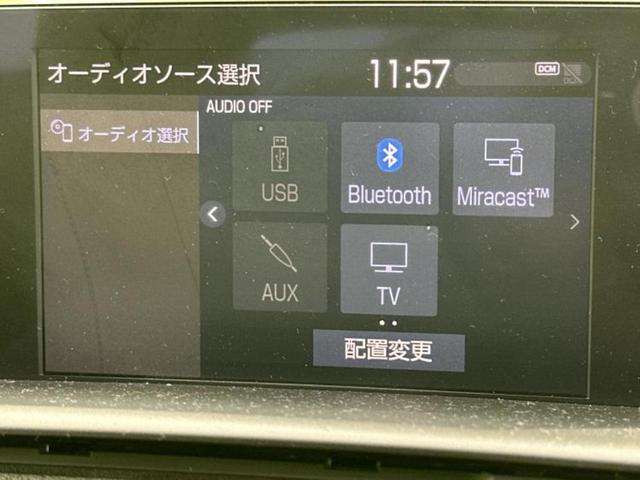 オーディオソース選択
11:57
DCM
オーディオ選択
AUDIO OFF
USB
Bluetooth
Miracast™
AUX
TV
配置変更